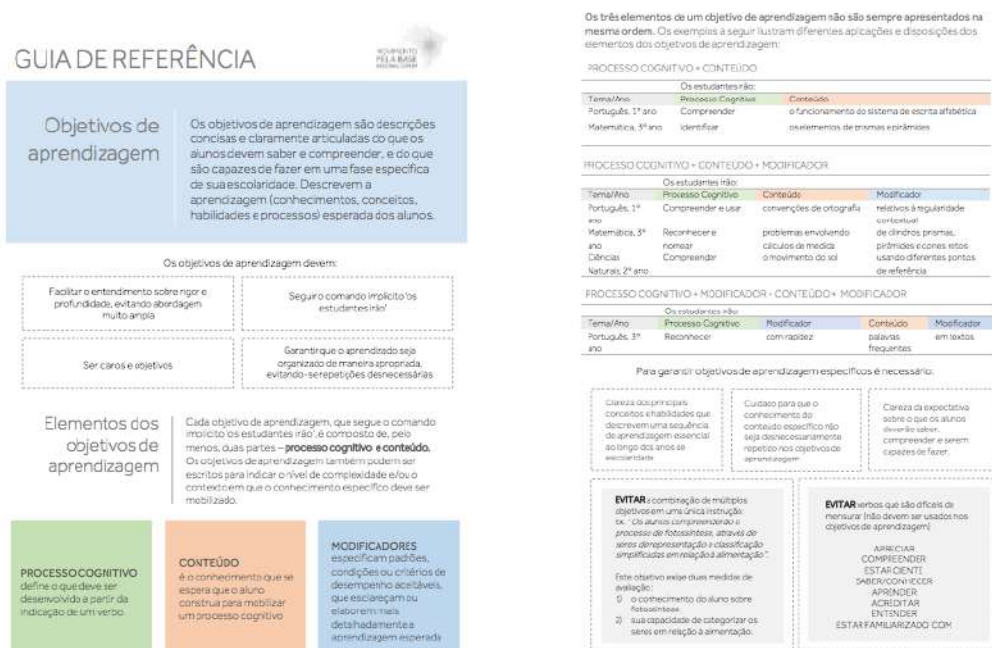 GUIA DE REFERÊNCIA
MOVIMENTO
PELA BASE
NACIONAL COMUM
Objetivos de
aprendizagem
Os objetivos de aprendizagem são descrições
concisas e claramente articuladas do que os
alunos devem saber e compreender, e do que
são capazes de fazer em uma fase específica
de sua escolaridade. Descrevem a
aprendizagem (conhecimentos, conceitos,
habilidades e processos) esperada dos alunos.
Os objetivos de aprendizagem devem:
Facilitar o entendimento sobre rigor e
profundidade, evitando abordagem
muito ampla
Seguir o comando implícito 'os
estudantes irão'
Ser caros e objetivos
Garantir que o aprendizado seja
organizado de maneira apropriada,
evitando-se repetições desnecessárias
Elementos dos
objetivos de
aprendizagem
Cada objetivo de aprendizagem, que segue o comando
implícito 'os estudantes irão', é composto de, pelo
menos, duas partes – processo cognitivo e conteúdo.
Os objetivos de aprendizagem também podem ser
escritos para indicar o nível de complexidade e/ou o
contexto em que o conhecimento específico deve ser
mobilizado.
PROCESSO COGNITIVO
define o que deve ser
desenvolvido a partir da
indicação de um verbo
CONTEÚDO
é o conhecimento que se
espera que o aluno
construa para mobilizar
um processo cognitivo
MODIFICADORES
especificam padrões,
condições ou critérios de
desempenho aceitáveis,
que esclareçam ou
elaborem mais
detalhadamente a
aprendizagem esperada
Os três elementos de um objetivo de aprendizagem não são sempre apresentados na
mesma ordem. Os exemplos a seguir ilustram diferentes aplicações e disposições dos
elementos dos objetivos de aprendizagem:
PROCESSO COGNITIVO + CONTEÚDO
Os estudantes irão:
Tema/Ano Processo Cognitivo Conteúdo
Português, 1º ano Compreender o funcionamento do sistema de escrita alfabética
Matemática, 3º ano Identificar os elementos de prismas e pirâmides
PROCESSO COGNITIVO + CONTEÚDO + MODIFICADOR
Os estudantes irão:
Tema/Ano Processo Cognitivo Conteúdo Modificador
Português, 1º Compreender e usar convenções de ortografia relativos à regularidade
ano contextual
Matemática, 3º Reconhecer e problemas envolvendo de cilindros, prismas,
ano nomear cálculos de medida pirâmides e cones retos
Ciências Compreender o movimento do sol usando diferentes pontos
Naturais, 2º ano de referência
PROCESSO COGNITIVO + MODIFICADOR + CONTEÚDO + MODIFICADOR
Os estudantes irão:
Tema/Ano Processo Cognitivo Modificador Conteúdo Modificador
Português, 3º Reconhecer com rapidez palavras em textos
ano frequentes
Para garantir objetivos de aprendizagem específicos é necessário:
Clareza dos principais
conceitos e habilidades que
descrevem uma sequência
de aprendizagem essencial
ao longo dos anos de
escolaridade
Cuidado para que o
conhecimento do
conteúdo específico não
seja desnecessariamente
repetido nos objetivos de
aprendizagem
Clareza da expectativa
sobre o que os alunos
deverão saber,
compreender e serem
capazes de fazer.
EVITAR a combinação de múltiplos
objetivos em uma única instrução:
Ex. "Os alunos compreenderão o
processo de fotossíntese, através de
seres de representação e classificação
simplificadas em relação à alimentação".
Este objetivo exige duas medidas de
avaliação:
1) o conhecimento do aluno sobre
fotossíntese.
2) sua capacidade de categorizar os
seres em relação à alimentação.
EVITAR verbos que são difíceis de
mensurar (não devem ser usados nos
objetivos de aprendizagem)
APRECIAR
COMPREENDER
ESTAR CIENTE
SABER/CONHECER
APRENDER
ACREDITAR
ENTENDER
ESTAR FAMILIARIZADO COM